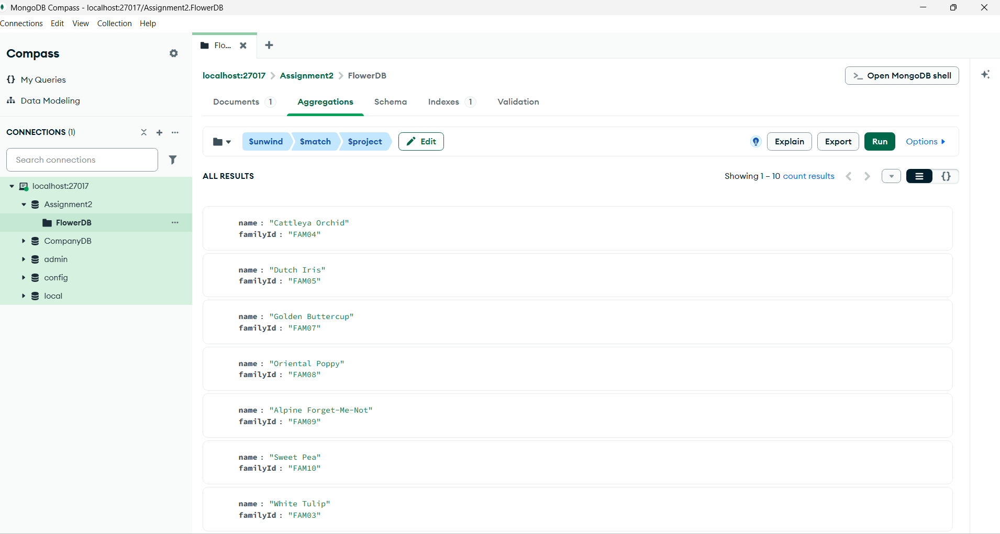 MongoDB Compass - localhost:27017/Assignment2.FlowerDB
Connections Edit View Collection Help
Compass
My Queries
Data Modeling
CONNECTIONS (1)
Search connections
localhost:27017
Assignment2
FlowerDB
CompanyDB
admin
config
local
Flo...
localhost:27017 Assignment2 FlowerDB
>_ Open MongoDB shell
Documents 1 Aggregations Schema Indexes 1 Validation
$unwind $match $project Edit
Explain Export Run Options
ALL RESULTS
Showing 1 – 10 count results
name : "Cattleya Orchid"
familyId : "FAM04"
name : "Dutch Iris"
familyId : "FAM05"
name : "Golden Buttercup"
familyId : "FAM07"
name : "Oriental Poppy"
familyId : "FAM08"
name : "Alpine Forget-Me-Not"
familyId : "FAM09"
name : "Sweet Pea"
familyId : "FAM10"
name : "White Tulip"
familyId : "FAM03"